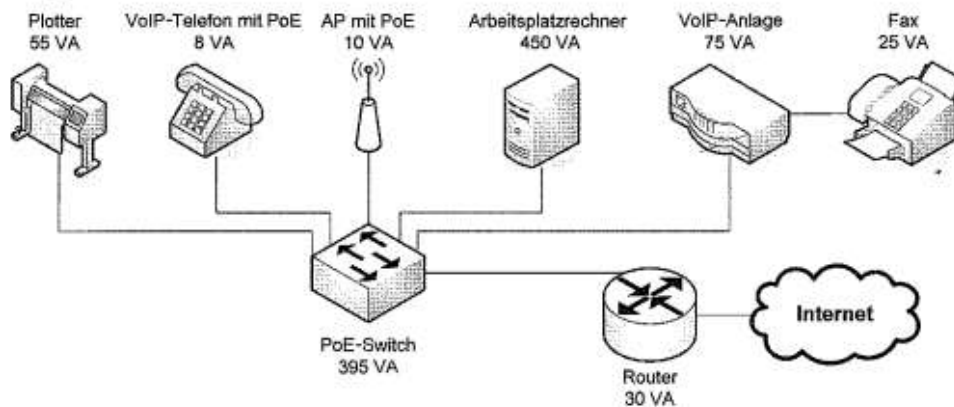 Plotter
55 VA
VoIP-Telefon mit PoE
8 VA
AP mit PoE
10 VA
Arbeitsplatzrechner
450 VA
VoIP-Anlage
75 VA
Fax
25 VA
PoE-Switch
395 VA
Router
30 VA
Internet